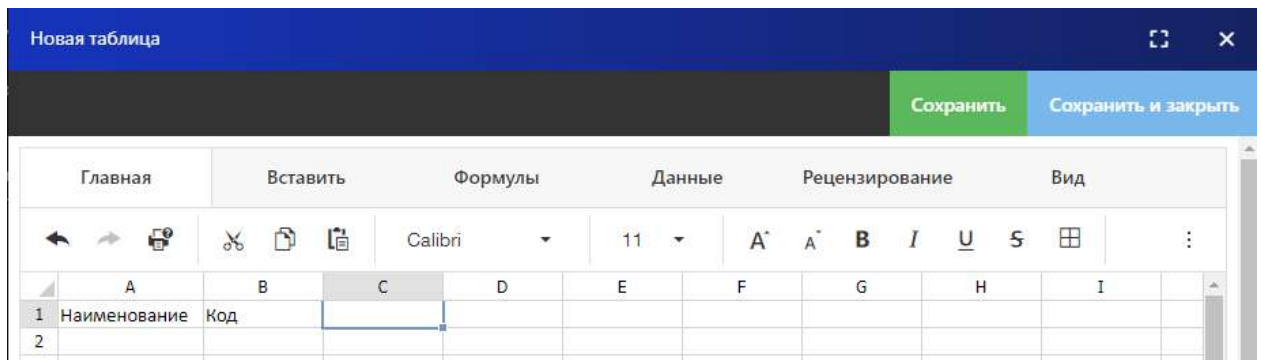 Новая таблица
Сохранить Сохранить и закрыть
Главная Вставить Формулы Данные Рецензирование Вид
Calibri 11 A A B I U S
A B C D E F G H I
1 Наименование Код
2